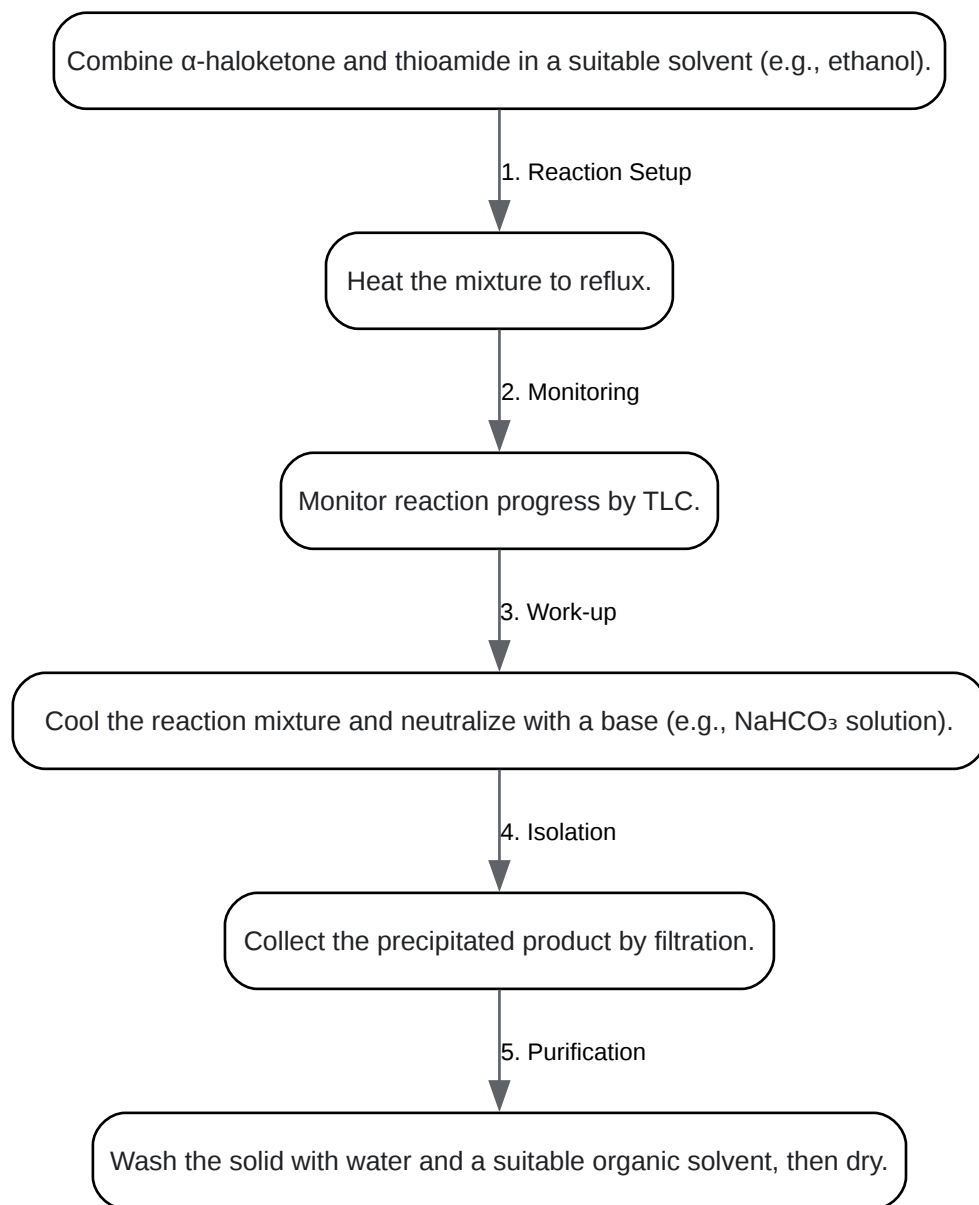 Combine α-haloketone and thioamide in a suitable solvent (e.g., ethanol).
1. Reaction Setup
Heat the mixture to reflux.
2. Monitoring
Monitor reaction progress by TLC.
3. Work-up
Cool the reaction mixture and neutralize with a base (e.g., NaHCO₃ solution).
4. Isolation
Collect the precipitated product by filtration.
5. Purification
Wash the solid with water and a suitable organic solvent, then dry.